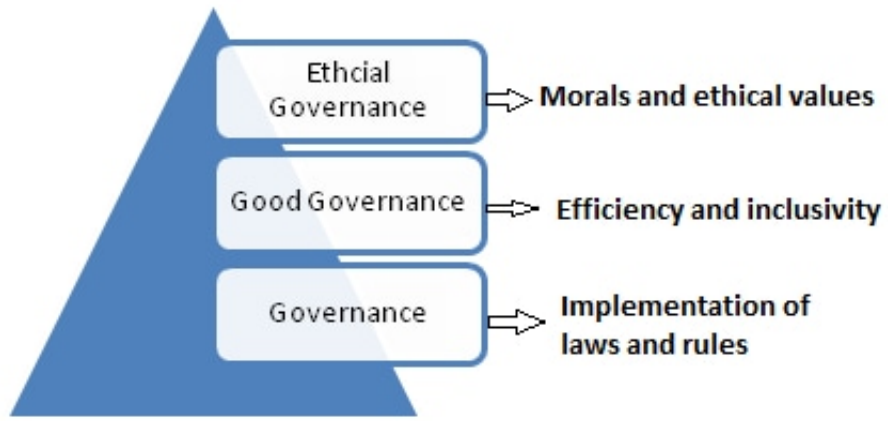 Ethcial
Governance
Morals and ethical values
Good Governance
Efficiency and inclusivity
Governance
Implementation of
laws and rules